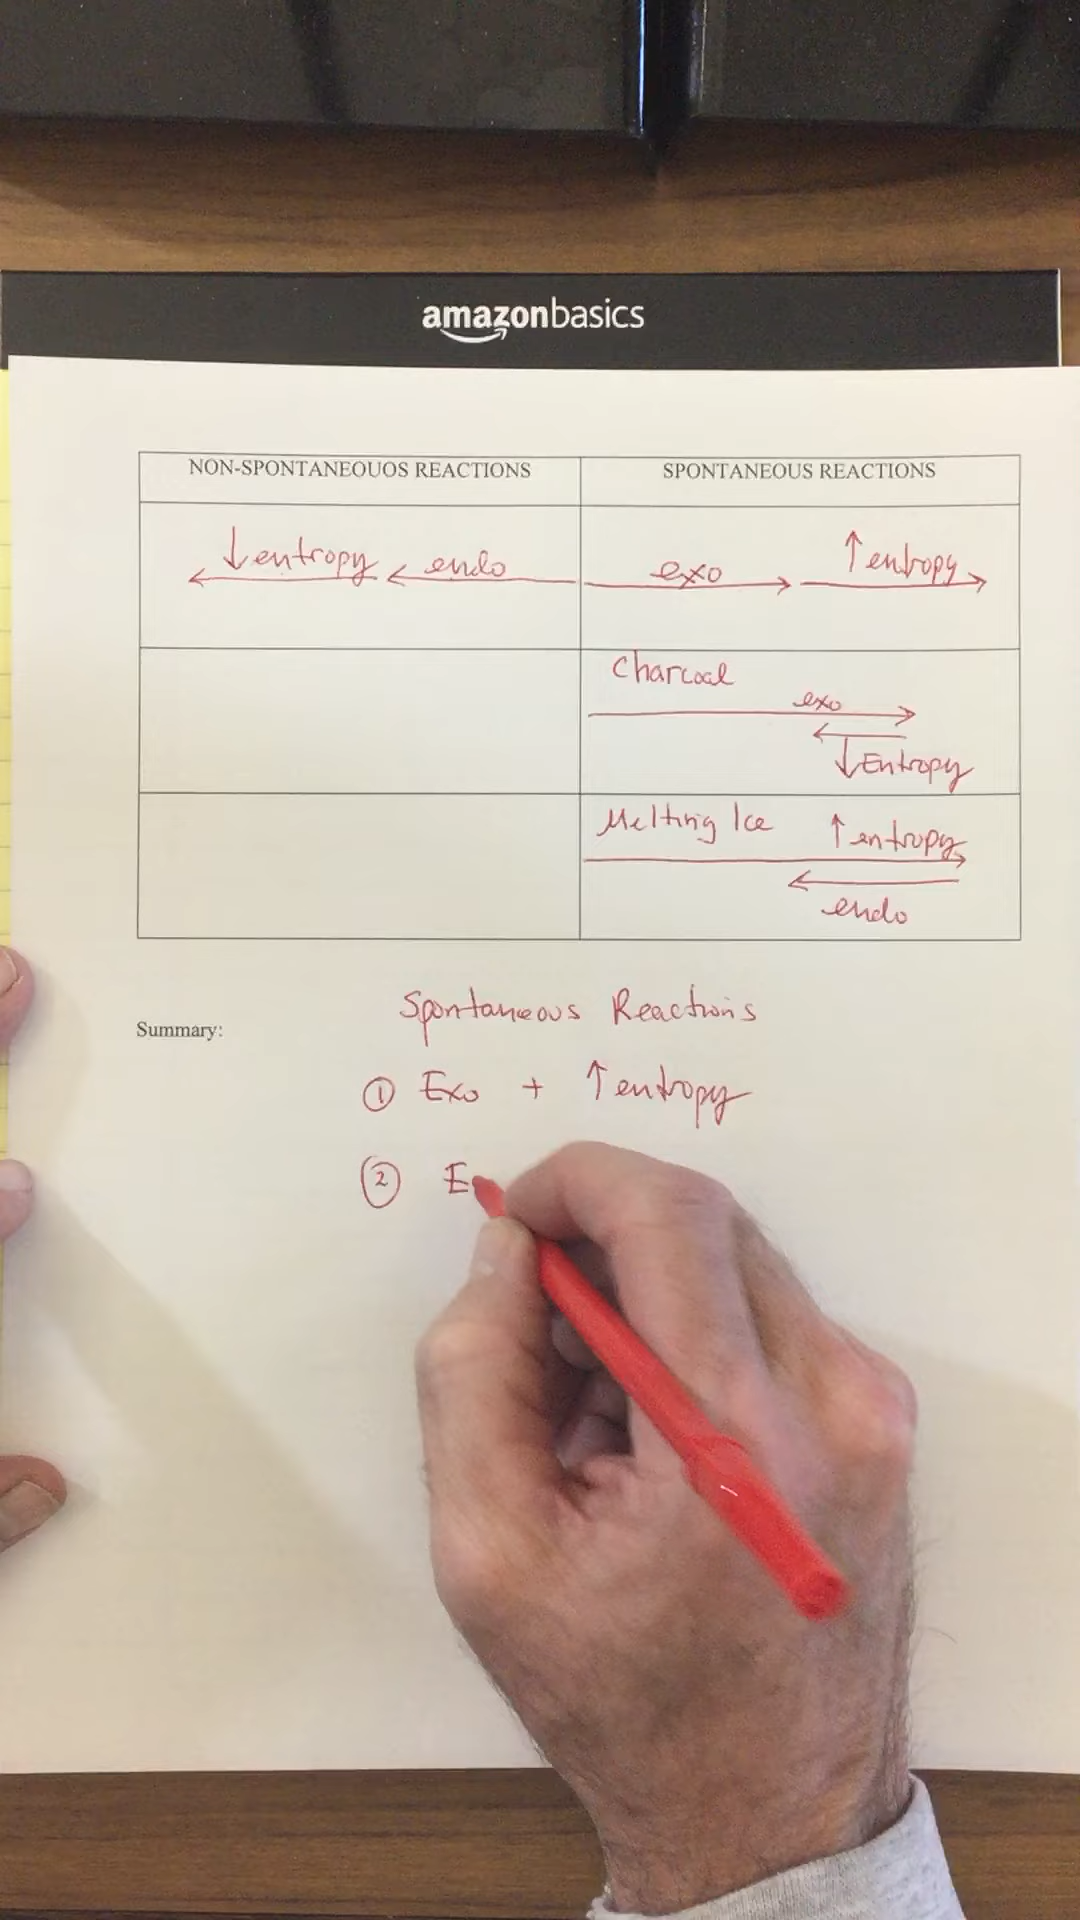 amazonbasics
NON-SPONTANEOUOS REACTIONS
SPONTANEOUS REACTIONS
↓entropy ← endo
exo ↑entropy
Charcoal
exo
↓Entropy
Melting Ice ↑entropy
endo
Spontaneous Reactions
Summary:
① Exo + ↑entropy
② E